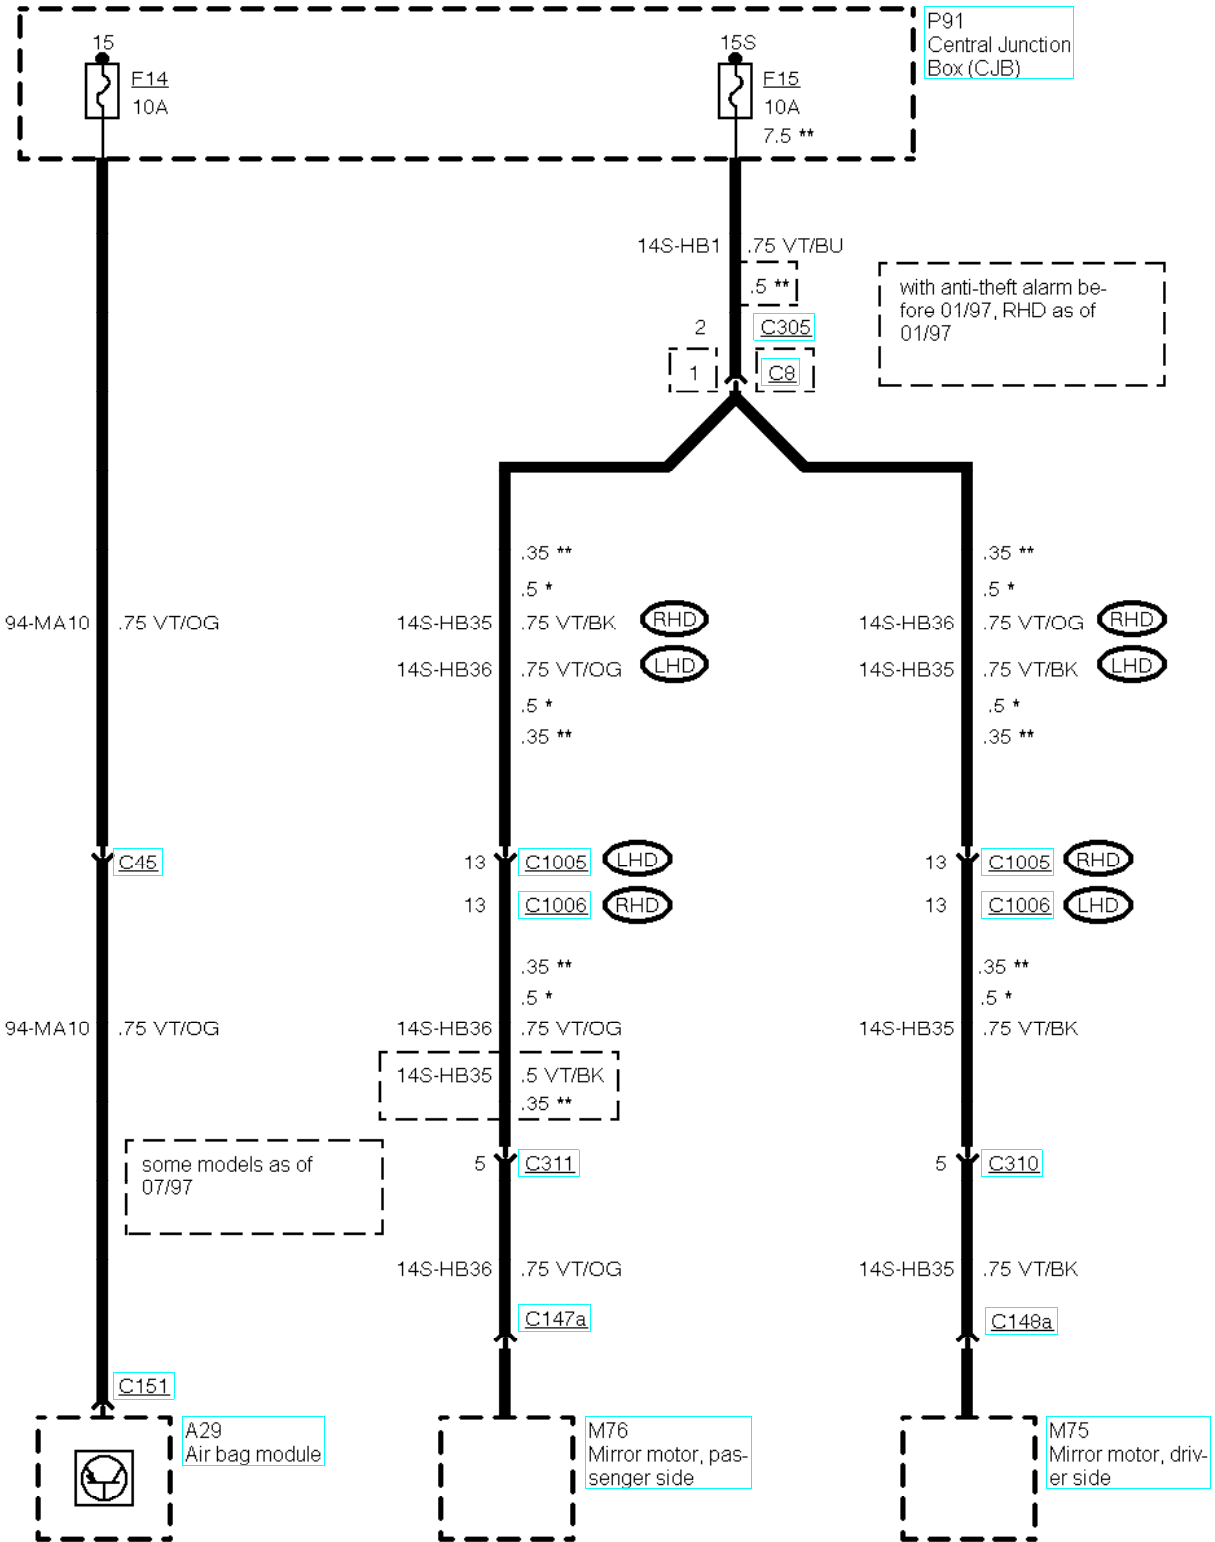 P91
Central Junction
Box (CJB)
15
F14
10A
15S
F15
10A
7.5 **
14S-HB1
.75 VT/BU
.5 **
2
C305
1
C8
with anti-theft alarm be-
fore 01/97, RHD as of
01/97
.35 **
.5 *
94-MA10
.75 VT/OG
14S-HB35
.75 VT/BK
RHD
14S-HB36
.75 VT/OG
LHD
.5 *
.35 **
.35 **
.5 *
14S-HB36
.75 VT/OG
RHD
14S-HB35
.75 VT/BK
LHD
.5 *
.35 **
C45
13
C1005
LHD
13
C1006
RHD
13
C1005
RHD
13
C1006
LHD
94-MA10
.75 VT/OG
.35 **
.5 *
14S-HB36
.75 VT/OG
14S-HB35
.5 VT/BK
.35 **
.35 **
.5 *
14S-HB35
.75 VT/BK
some models as of
07/97
5
C311
5
C310
14S-HB36
.75 VT/OG
14S-HB35
.75 VT/BK
C147a
C148a
C151
A29
Air bag module
M76
Mirror motor, pas-
senger side
M75
Mirror motor, driv-
er side